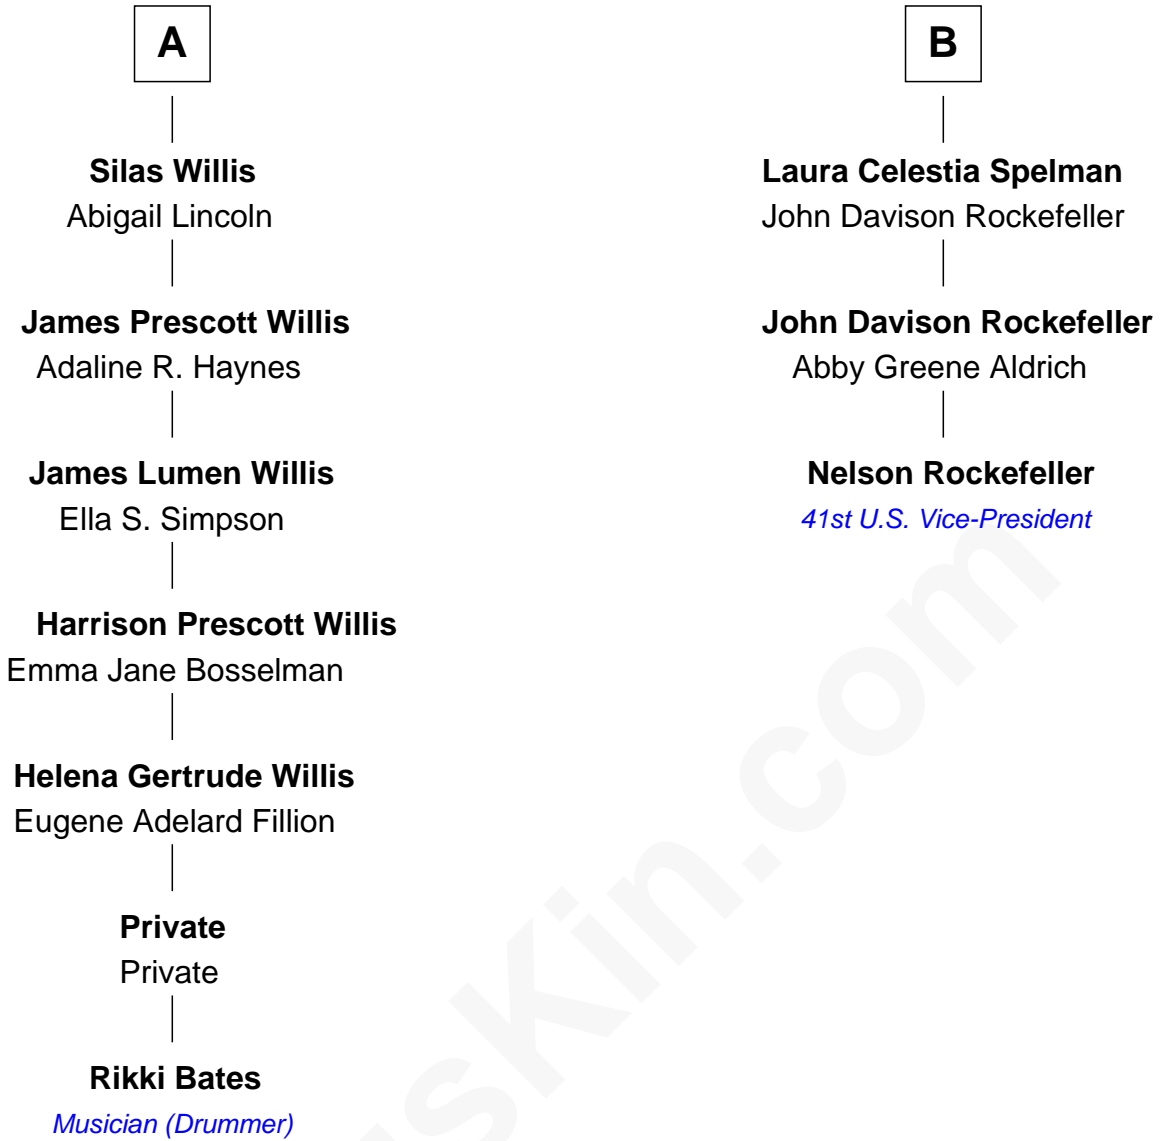 A
Silas Willis
Abigail Lincoln
James Prescott Willis
Adaline R. Haynes
James Lumen Willis
Ella S. Simpson
Harrison Prescott Willis
Emma Jane Bosselman
Helena Gertrude Willis
Eugene Adelard Fillion
Private
Private
Rikki Bates
Musician (Drummer)
B
Laura Celestia Spelman
John Davison Rockefeller
John Davison Rockefeller
Abby Greene Aldrich
Nelson Rockefeller
41st U.S. Vice-President